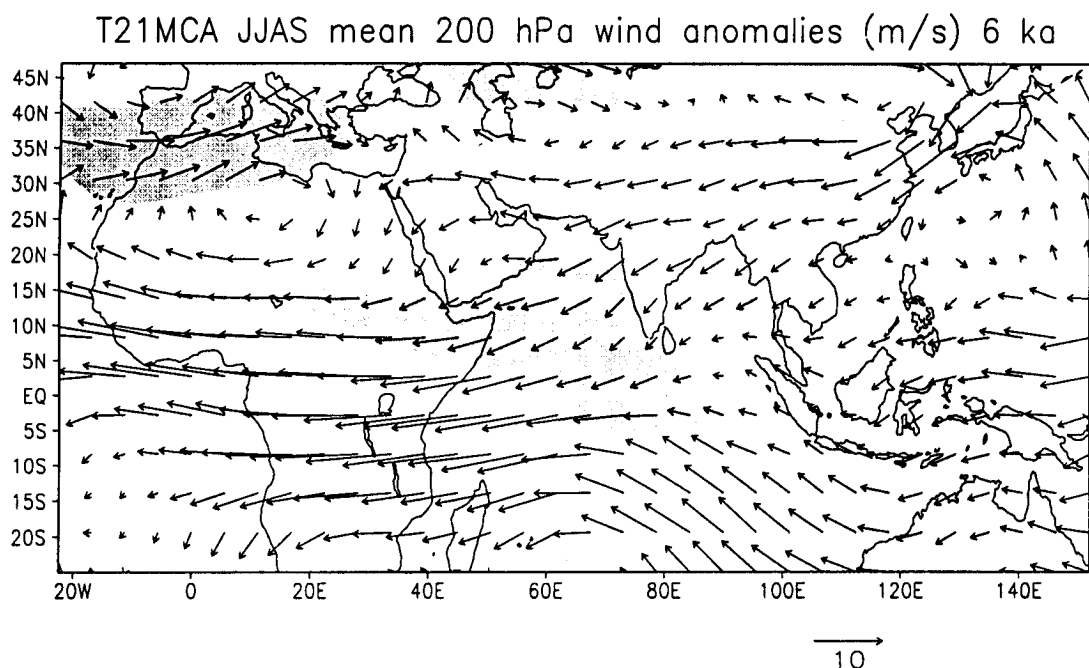 T21MCA JJAS mean 200 hPa wind anomalies (m/s) 6 ka
45N
40N
35N
30N
25N
20N
15N
10N
5N
EQ
5S
10S
15S
20S
20W 0 20E 40E 60E 80E 100E 120E 140E
10